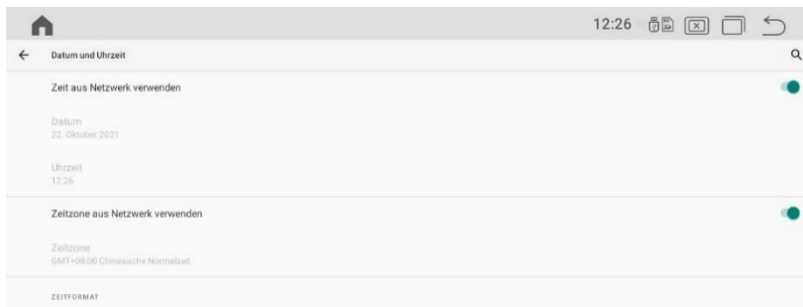 12:26
Datum und Uhrzeit
Zeit aus Netzwerk verwenden
Datum
22. Oktober 2021
Uhrzeit
12:26
Zeitzone aus Netzwerk verwenden
Zeitzone
GMT+08:00 Chinesische Normalzeit
ZEITFORMAT